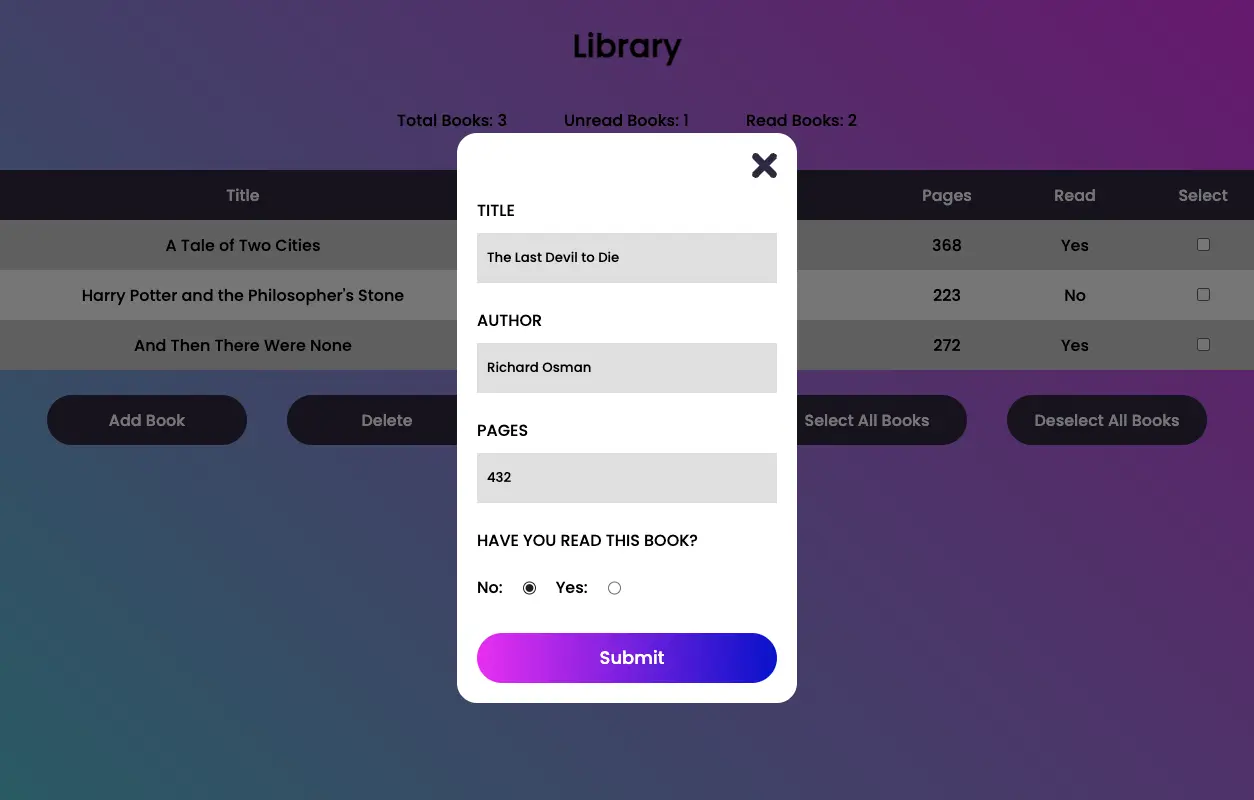 Library
Total Books: 3 Unread Books: 1 Read Books: 2
Title Pages Read Select
A Tale of Two Cities 368 Yes
Harry Potter and the Philosopher's Stone 223 No
And Then There Were None 272 Yes
Add Book Delete Select All Books Deselect All Books
TITLE
The Last Devil to Die
AUTHOR
Richard Osman
PAGES
432
HAVE YOU READ THIS BOOK?
No: Yes:
Submit